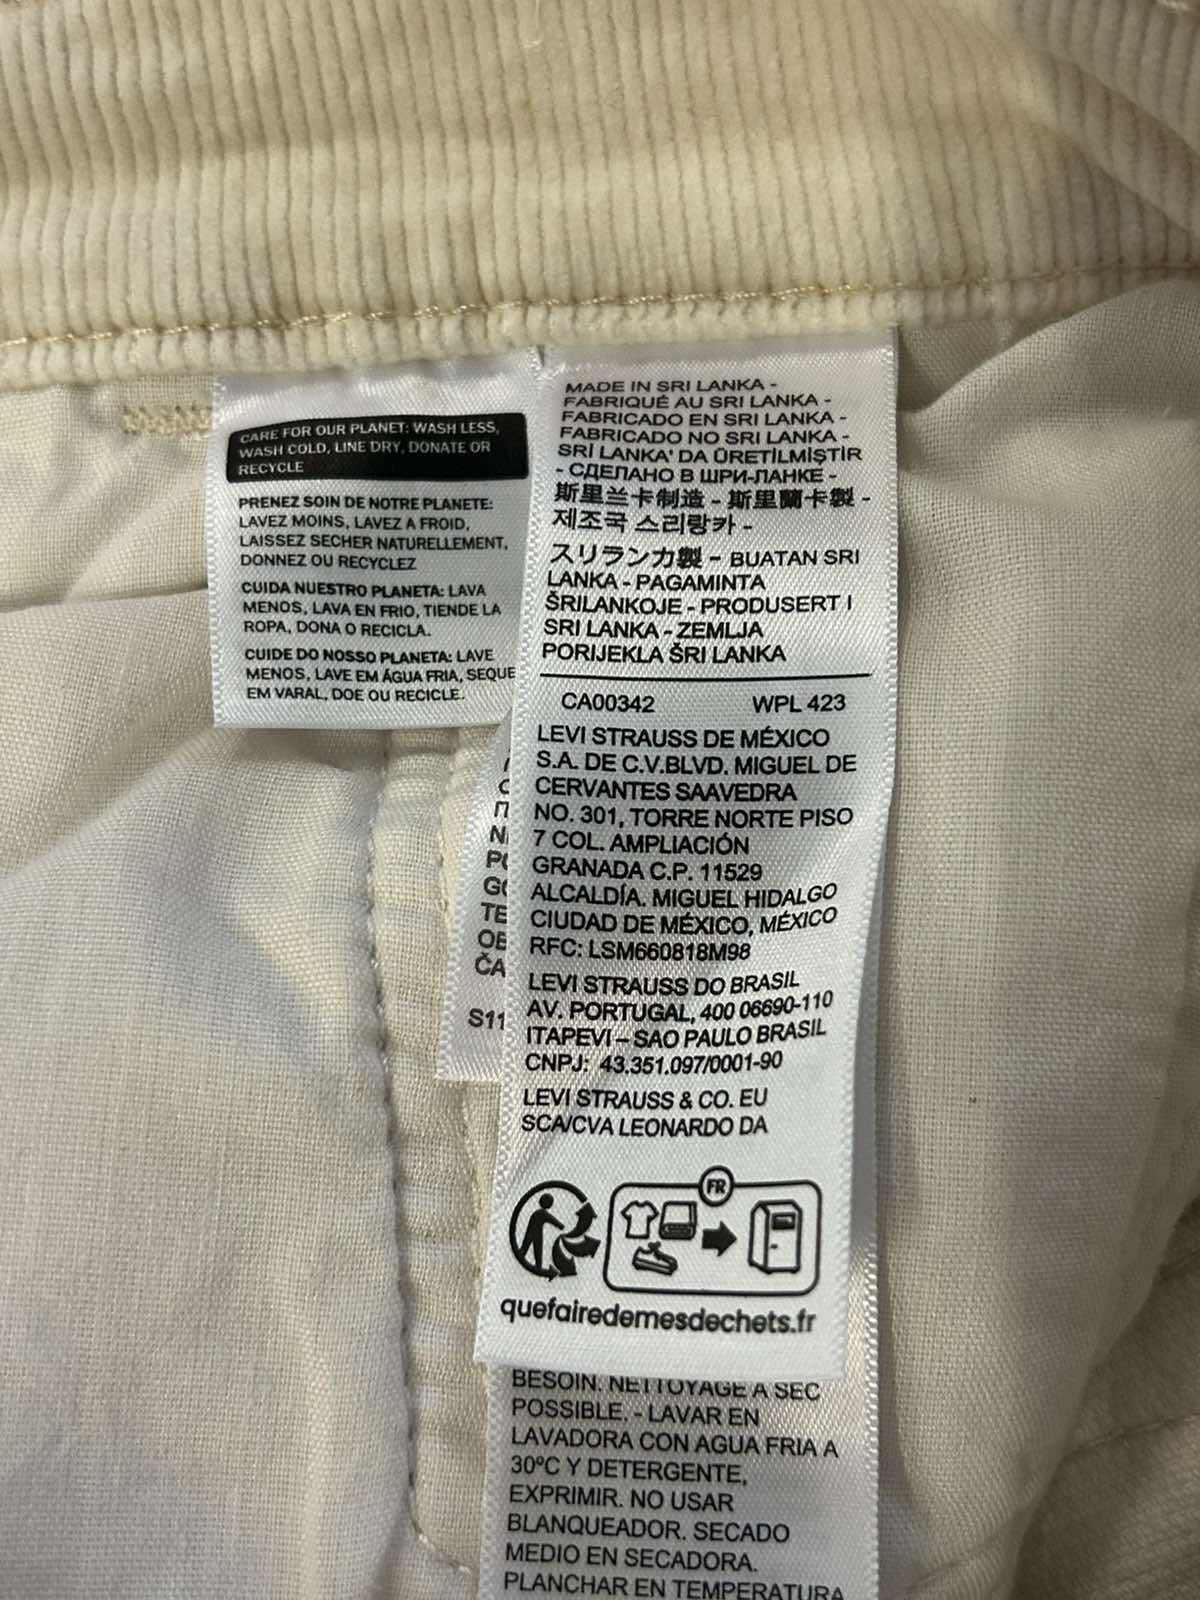 CARE FOR OUR PLANET: WASH LESS,
WASH COLD, LINE DRY, DONATE OR
RECYCLE
PRENEZ SOIN DE NOTRE PLANETE:
LAVEZ MOINS, LAVEZ A FROID,
LAISSEZ SECHER NATURELLEMENT,
DONNEZ OU RECYCLEZ
CUIDA NUESTRO PLANETA: LAVA
MENOS, LAVA EN FRIO, TIENDE LA
ROPA, DONA O RECICLA.
CUIDE DO NOSSO PLANETA: LAVE
MENOS, LAVE EM ÁGUA FRIA, SEQUE
EM VARAL, DOE OU RECICLE.
MADE IN SRI LANKA -
FABRIQUÉ AU SRI LANKA -
FABRICADO EN SRI LANKA -
FABRICADO NO SRI LANKA -
SRİ LANKA' DA ÜRETİLMİŞTİR
- СДЕЛАНО В ШРИ-ЛАНКЕ -
斯里兰卡制造 - 斯里蘭卡製 -
제조국 스리랑카 -
スリランカ製 - BUATAN SRI
LANKA - PAGAMINTA
ŠRILANKOJE - PRODUSERT I
SRI LANKA - ZEMLJA
PORIJEKLA ŠRI LANKA
CA00342 WPL 423
LEVI STRAUSS DE MÉXICO
S.A. DE C.V.BLVD. MIGUEL DE
CERVANTES SAAVEDRA
NO. 301, TORRE NORTE PISO
7 COL. AMPLIACIÓN
GRANADA C.P. 11529
ALCALDÍA. MIGUEL HIDALGO
CIUDAD DE MÉXICO, MÉXICO
RFC: LSM660818M98
LEVI STRAUSS DO BRASIL
AV. PORTUGAL, 400 06690-110
ITAPEVI – SAO PAULO BRASIL
CNPJ: 43.351.097/0001-90
LEVI STRAUSS & CO. EU
SCA/CVA LEONARDO DA
FR
quefairedemesdechets.fr
S11
BESOIN. NETTOYAGE A SEC
POSSIBLE. - LAVAR EN
LAVADORA CON AGUA FRIA A
30ºC Y DETERGENTE,
EXPRIMIR. NO USAR
BLANQUEADOR. SECADO
MEDIO EN SECADORA.
PLANCHAR EN TEMPERATURA